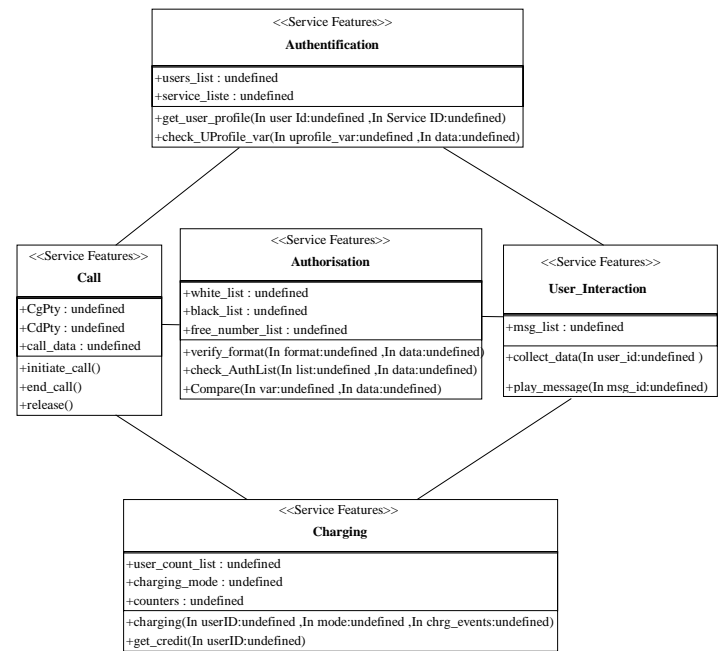 <<Service Features>>
Authentification
+users_list : undefined
+service_liste : undefined
+get_user_profile(In user Id:undefined ,In Service ID:undefined)
+check_UProfile_var(In uprofile_var:undefined ,In data:undefined)
<<Service Features>>
Call
+CgPty : undefined
+CdPty : undefined
+call_data : undefined
+initiate_call()
+end_call()
+release()
<<Service Features>>
Authorisation
+white_list : undefined
+black_list : undefined
+free_number_list : undefined
+verify_format(In format:undefined ,In data:undefined)
+check_AuthList(In list:undefined ,In data:undefined)
+Compare(In var:undefined ,In data:undefined)
<<Service Features>>
User_Interaction
+msg_list : undefined
+collect_data(In user_id:undefined )
+play_message(In msg_id:undefined)
<<Service Features>>
Charging
+user_count_list : undefined
+charging_mode : undefined
+counters : undefined
+charging(In userID:undefined ,In mode:undefined ,In chrg_events:undefined)
+get_credit(In userID:undefined)